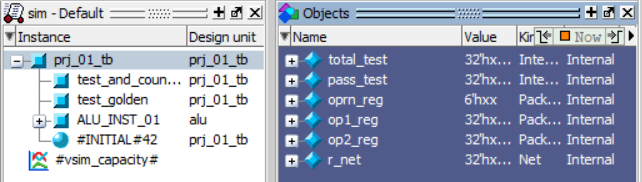 sim - Default
Instance Design unit
prj_01_tb prj_01_tb
test_and_coun... prj_01_tb
test_golden prj_01_tb
ALU_INST_01 alu
#INITIAL#42 prj_01_tb
#vsim_capacity#
Objects
Name Value Kin Now
total_test 32'hx... Inte... Internal
pass_test 32'hx... Inte... Internal
oprn_reg 6'hxx Pack... Internal
op1_reg 32'hx... Pack... Internal
op2_reg 32'hx... Pack... Internal
r_net 32'hx... Net Internal